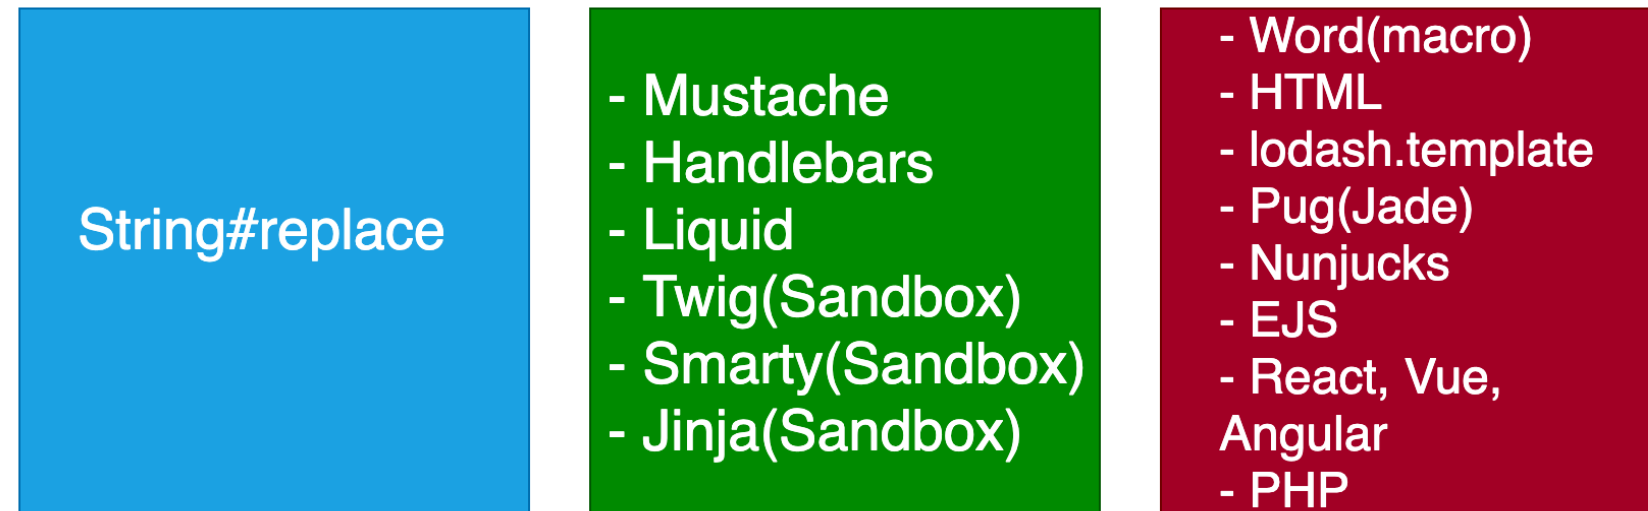 String#replace
- Mustache
- Handlebars
- Liquid
- Twig(Sandbox)
- Smarty(Sandbox)
- Jinja(Sandbox)
- Word(macro)
- HTML
- lodash.template
- Pug(Jade)
- Nunjucks
- EJS
- React, Vue,
Angular
- PHP